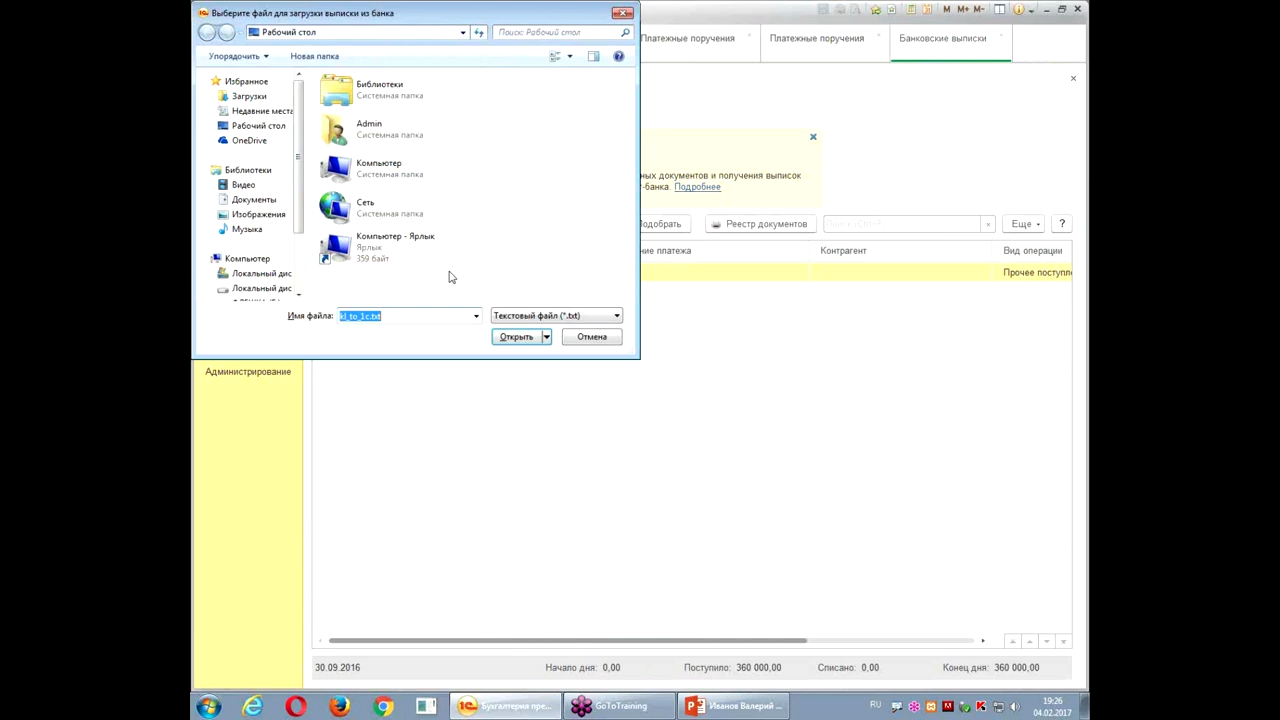 Выберите файл для загрузки выписки из банка
M M+ M-
Рабочий стол
Поиск: Рабочий стол
Платежные поручения
Платежные поручения
Банковские выписки
Упорядочить
Новая папка
Избранное
Загрузки
Недавние места
Рабочий стол
OneDrive
Библиотеки
Видео
Документы
Изображения
Музыка
Компьютер
Локальный дис
Локальный дис
Библиотеки
Системная папка
Admin
Системная папка
Компьютер
Системная папка
Сеть
Системная папка
Компьютер - Ярлык
Ярлык
359 байт
Имя файла:
kl_to_1c.txt
Текстовый файл (*.txt)
Открыть
Отмена
ных документов и получения выписок
т-банка. Подробнее
Подобрать
Реестр документов
Еще
?
ние платежа
Контрагент
Вид операции
Прочее поступле
Администрирование
30.09.2016
Начало дня: 0,00
Поступило: 360 000,00
Списано: 0,00
Конец дня: 360 000,00
Бухгалтерия пре...
GoToTraining
Иванов Валерий ...
RU
19:26
04.02.2017